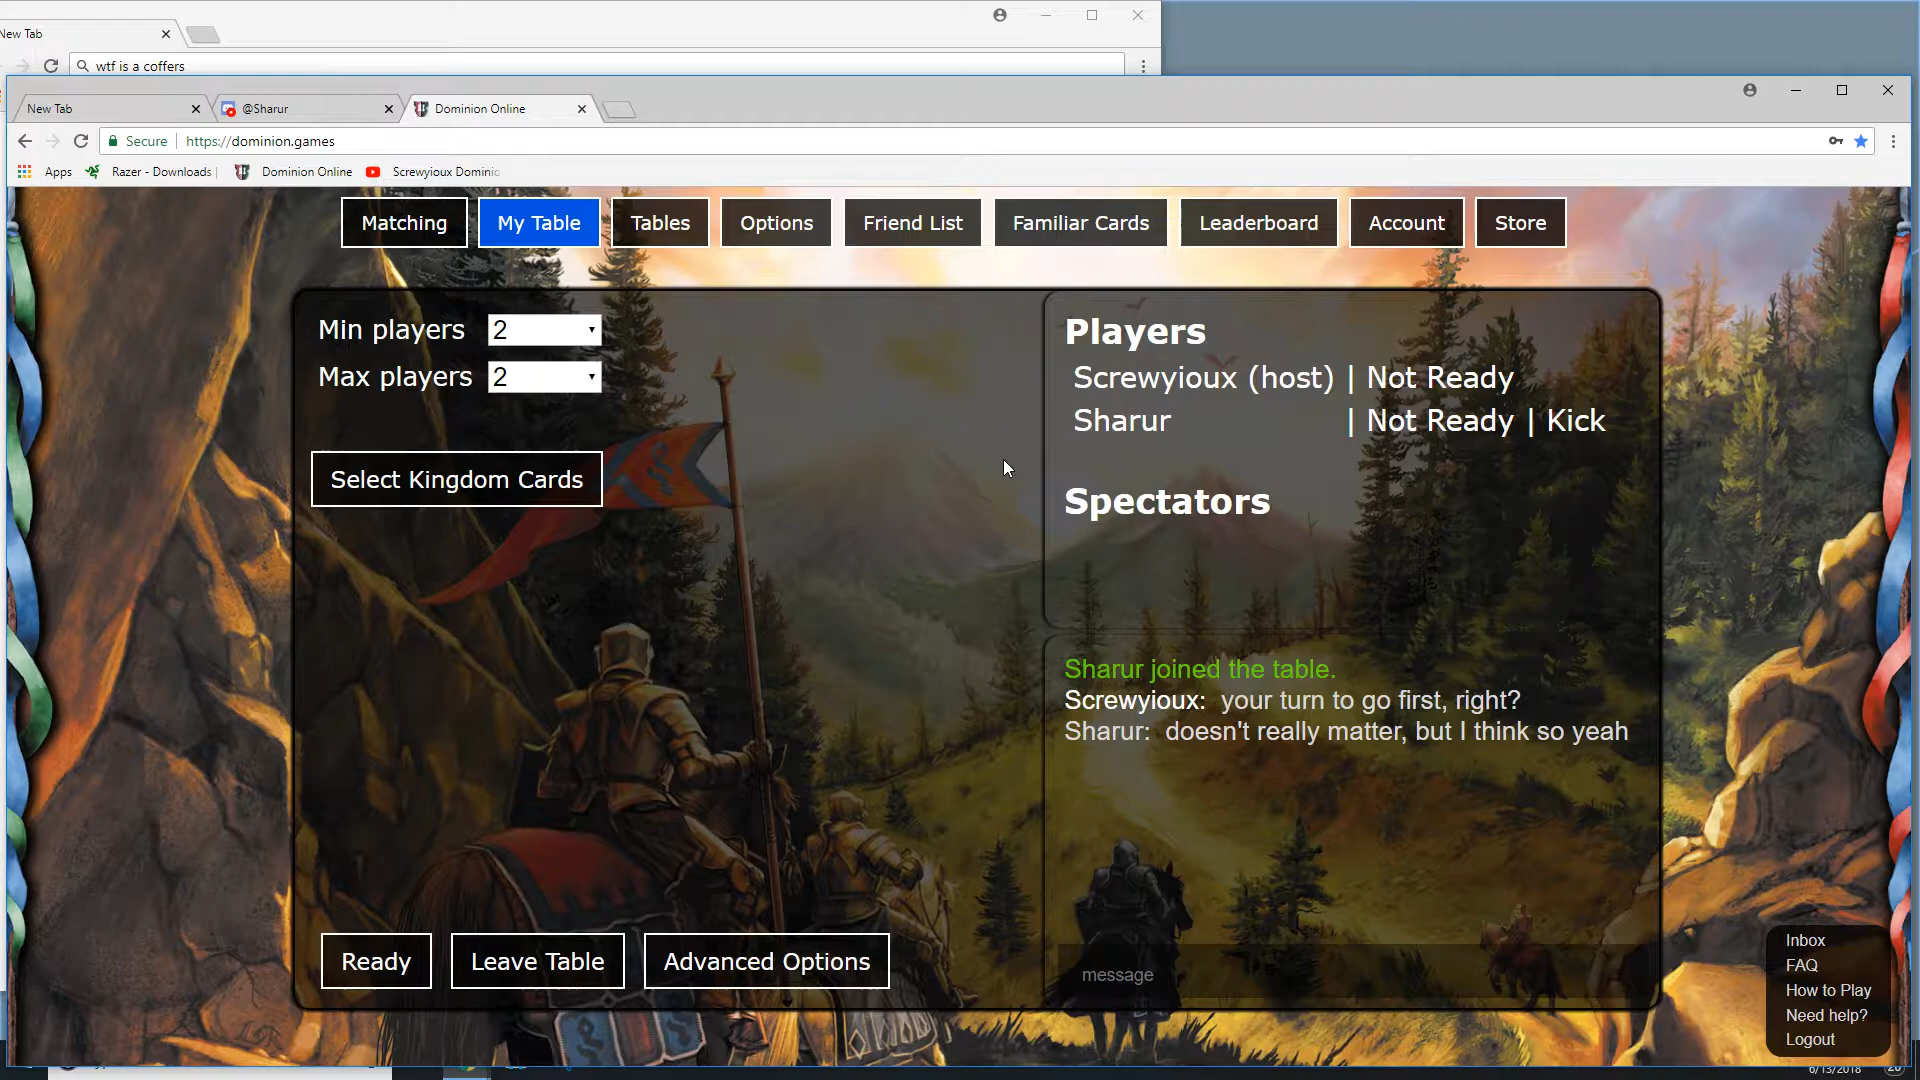 New Tab
wtf is a coffers
New Tab
@Sharur
Dominion Online
Secure
https://dominion.games
Apps
Razer - Downloads
Dominion Online
Screwyioux Dominio
Matching
My Table
Tables
Options
Friend List
Familiar Cards
Leaderboard
Account
Store
Min players 2
Max players 2
Select Kingdom Cards
Players
Screwyioux (host) | Not Ready
Sharur | Not Ready | Kick
Spectators
Sharur joined the table.
Screwyioux: your turn to go first, right?
Sharur: doesn't really matter, but I think so yeah
message
Ready
Leave Table
Advanced Options
Inbox
FAQ
How to Play
Need help?
Logout
6/13/2018